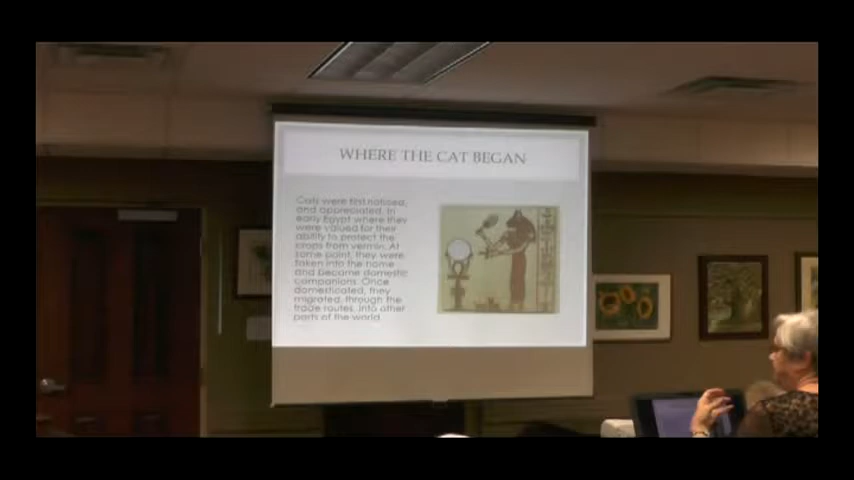 WHERE THE CAT BEGAN
Cats were first noticed,
and appreciated, in
early Egypt where they
were valued for their
ability to protect the
crops from vermin. At
some point, they were
taken into the home
and became domestic
companions. Once
domesticated, they
migrated, through the
trade routes, into other
parts of the world.